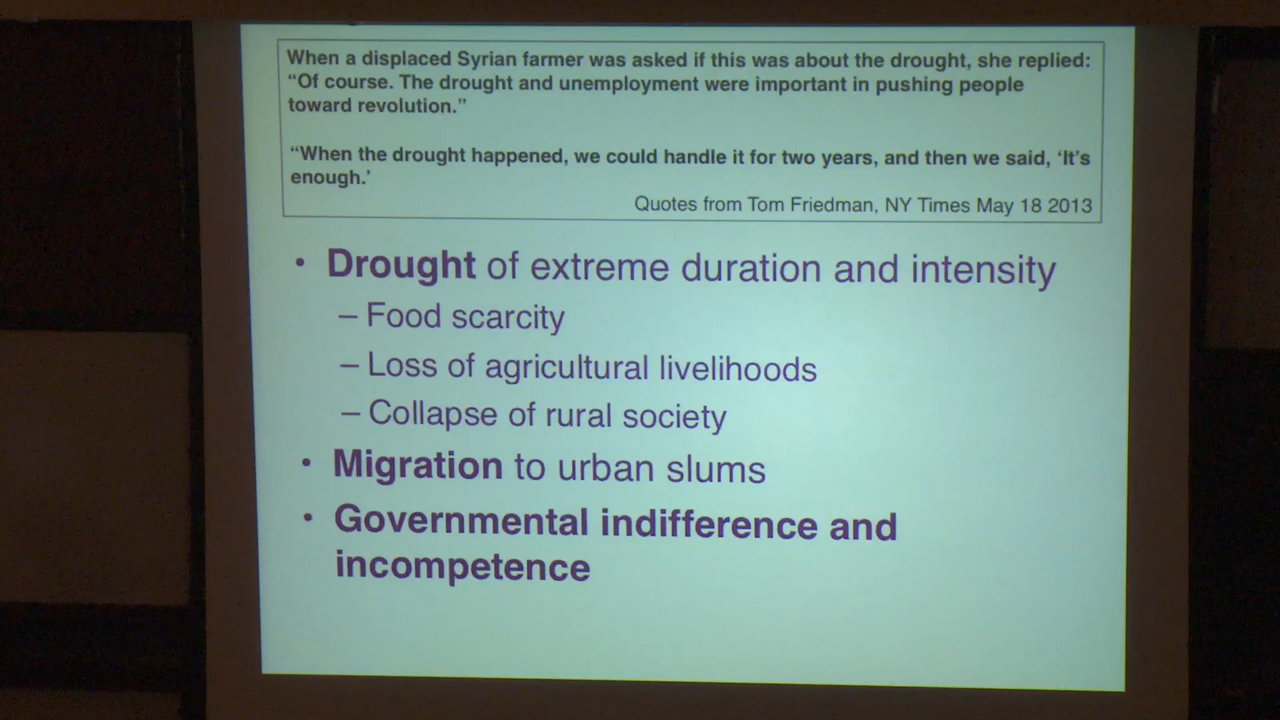 When a displaced Syrian farmer was asked if this was about the drought, she replied:
“Of course. The drought and unemployment were important in pushing people
toward revolution.”
“When the drought happened, we could handle it for two years, and then we said, ‘It’s
enough.’
Quotes from Tom Friedman, NY Times May 18 2013
• Drought of extreme duration and intensity
– Food scarcity
– Loss of agricultural livelihoods
– Collapse of rural society
• Migration to urban slums
• Governmental indifference and
incompetence